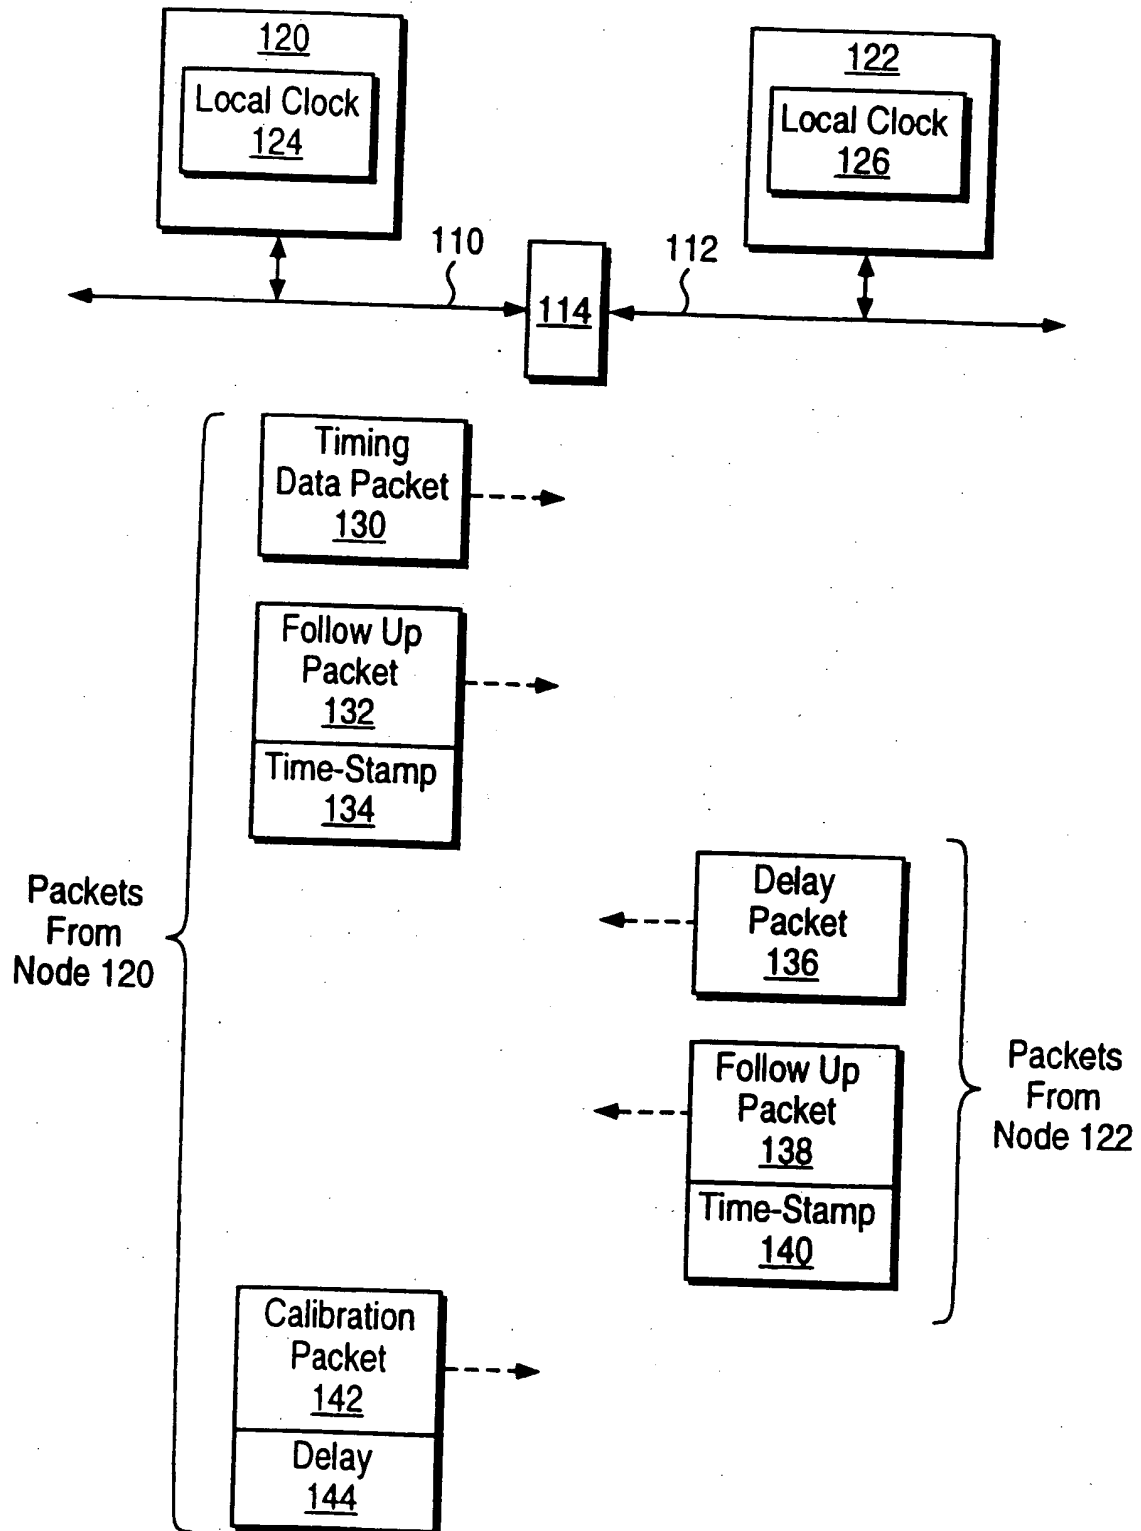 120
Local Clock
124
122
Local Clock
126
110
114
112
Timing
Data Packet
130
Follow Up
Packet
132
Time-Stamp
134
Packets
From
Node 120
Delay
Packet
136
Follow Up
Packet
138
Time-Stamp
140
Packets
From
Node 122
Calibration
Packet
142
Delay
144